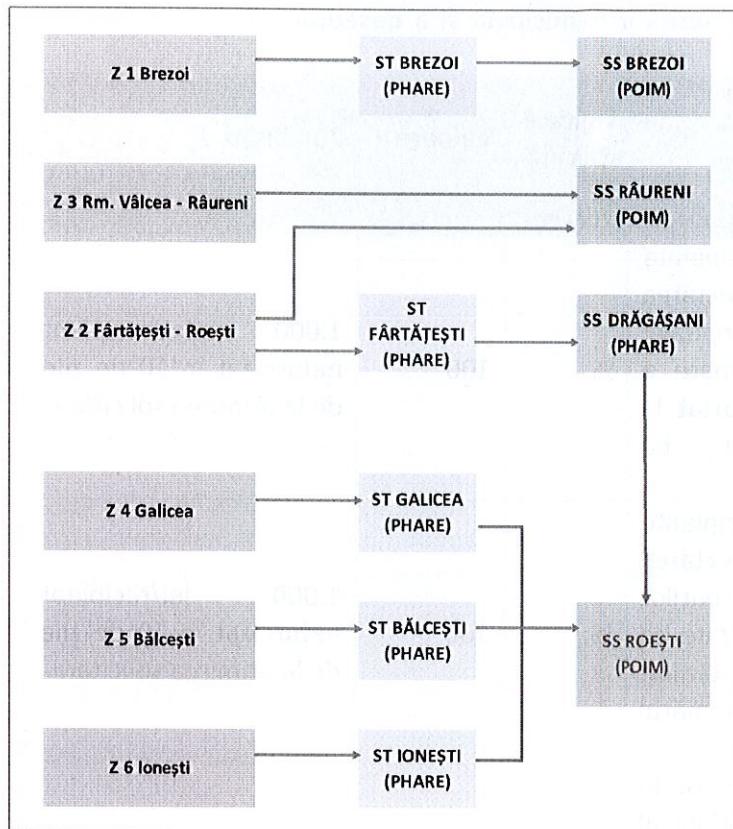 Z 1 Brezoi
ST BREZOI
(PHARE)
SS BREZOI
(POIM)
Z 3 Rm. Vâlcea - Râureni
SS RÂURENI
(POIM)
Z 2 Fârtățești - Roești
ST
FÂRTĂȚEȘTI
(PHARE)
SS DRĂGĂȘANI
(PHARE)
Z 4 Galicea
ST GALICEA
(PHARE)
Z 5 Bălcești
ST BĂLCEȘTI
(PHARE)
SS ROEȘTI
(POIM)
Z 6 Ionești
ST IONEȘTI
(PHARE)